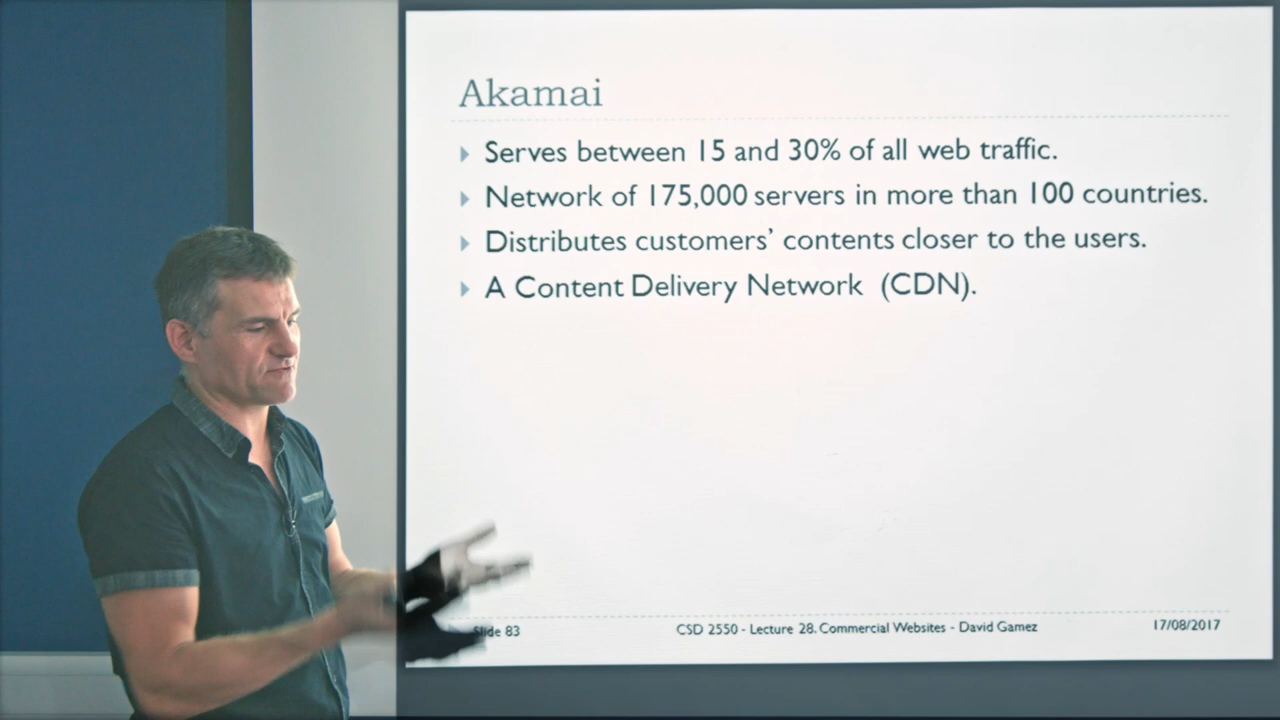 Akamai
Serves between 15 and 30% of all web traffic.
Network of 175,000 servers in more than 100 countries.
Distributes customers' contents closer to the users.
A Content Delivery Network (CDN).
Slide 83 CSD 2550 - Lecture 28. Commercial Websites - David Gamez 17/08/2017